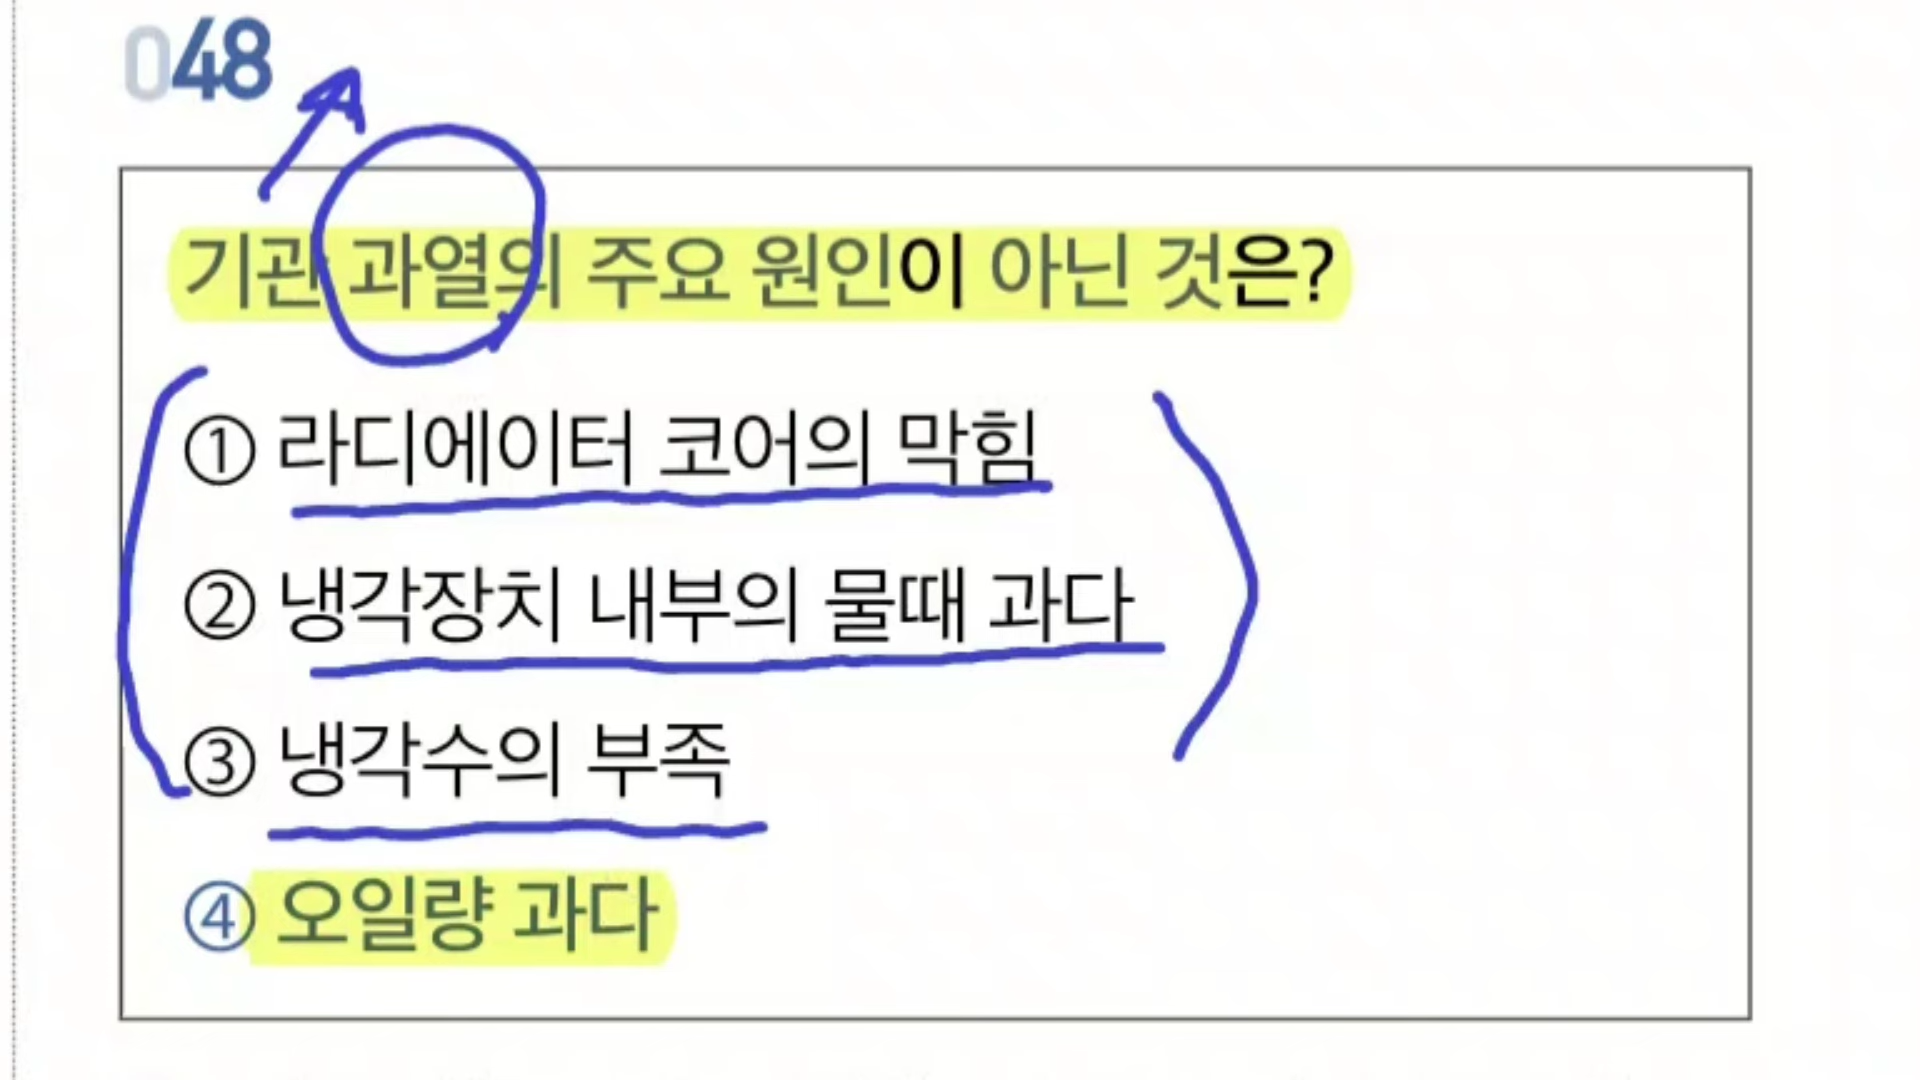 048
기관 과열의 주요 원인이 아닌 것은?
① 라디에이터 코어의 막힘
② 냉각장치 내부의 물때 과다
③ 냉각수의 부족
④ 오일량 과다